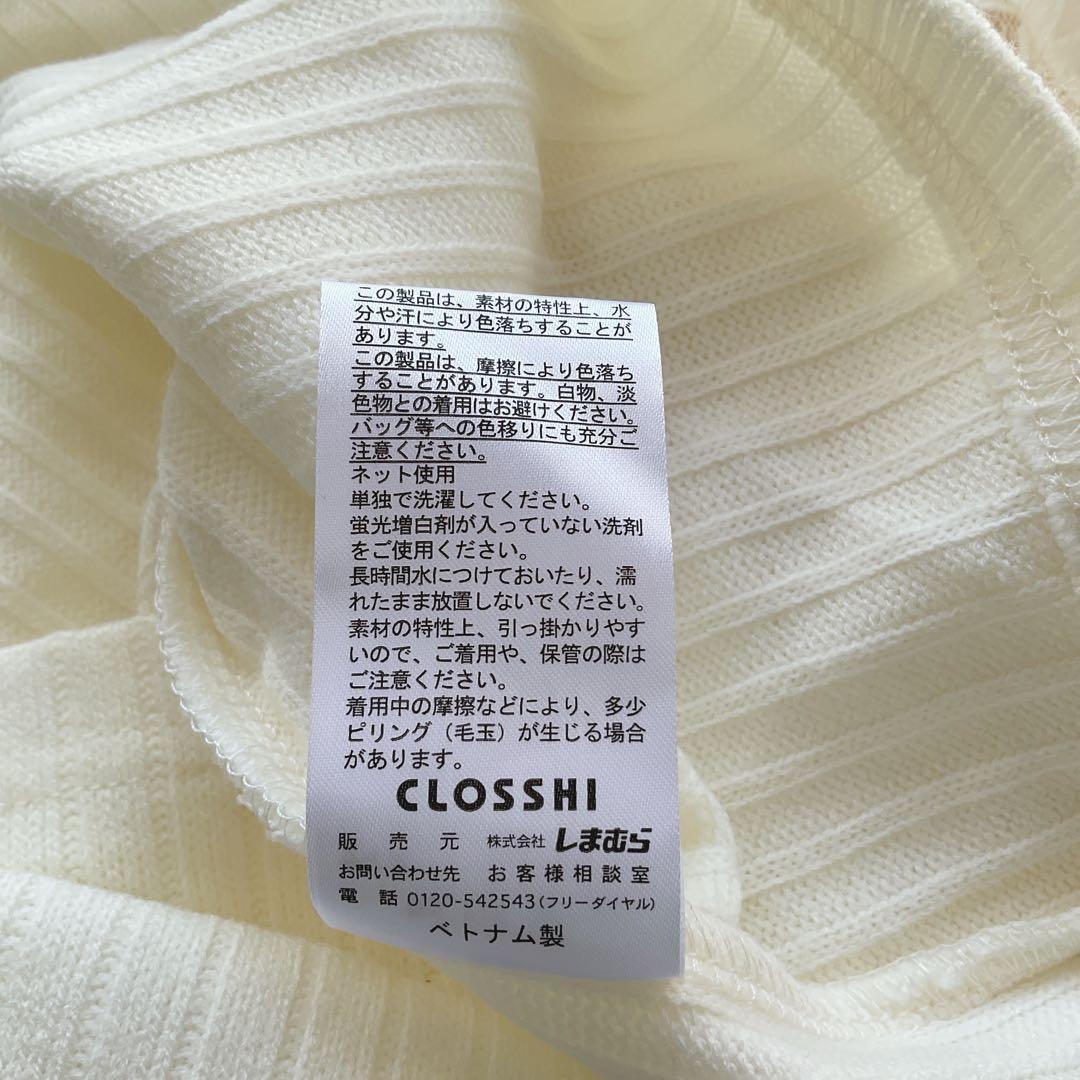 この製品は、素材の特性上、水
分や汗により色落ちすることが
あります。
この製品は、摩擦により色落ち
することがあります。白物、淡
色物との着用はお避けください。
バッグ等への色移りにも充分ご
注意ください。
ネット使用
単独で洗濯してください。
蛍光増白剤が入っていない洗剤
をご使用ください。
長時間水につけておいたり、濡
れたまま放置しないでください。
素材の特性上、引っ掛かりやす
いので、ご着用や、保管の際は
ご注意ください。
着用中の摩擦などにより、多少
ピリング（毛玉）が生じる場合
があります。
CLOSSHI
販売元 株式会社 しまむら
お問い合わせ先 お客様相談室
電話 0120-542543（フリーダイヤル）
ベトナム製